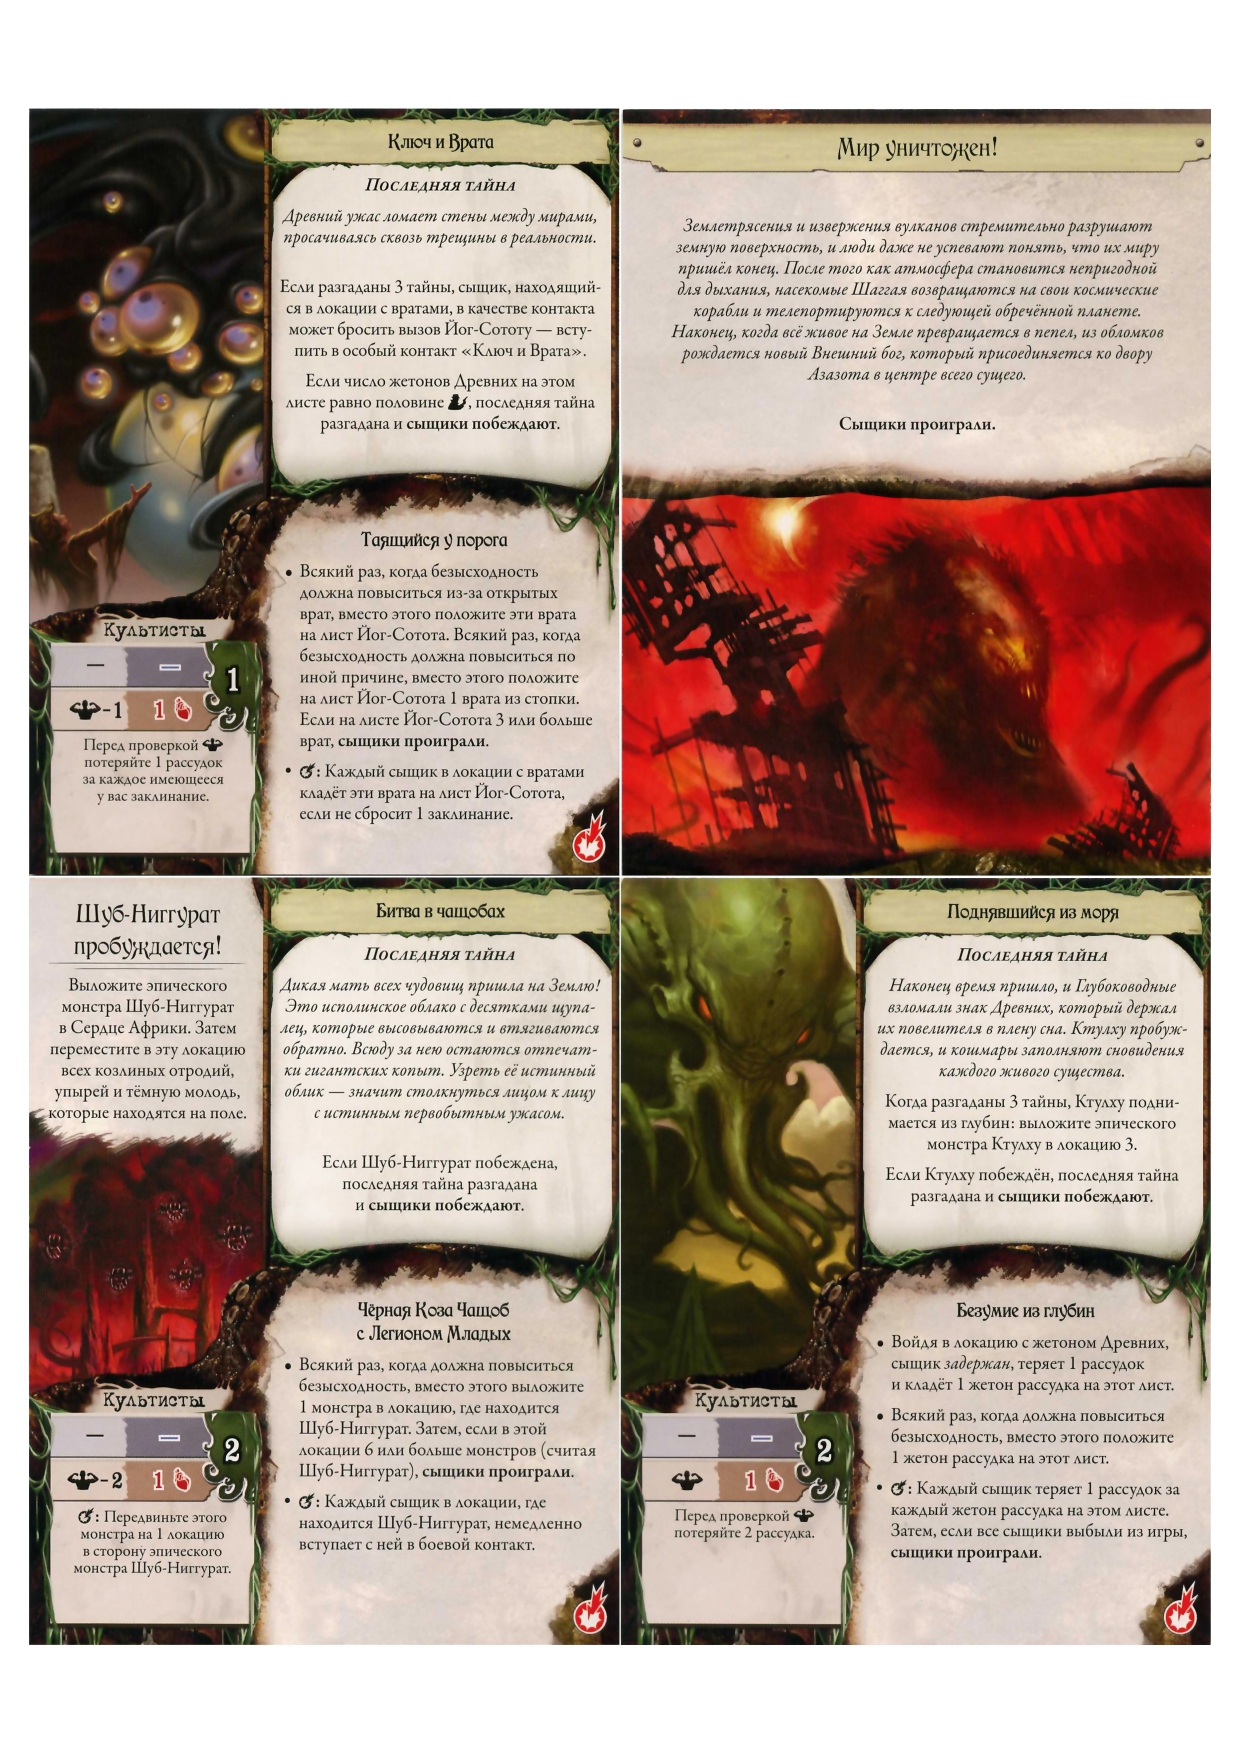 Ключ и Врата
Последняя тайна
Древний ужас ломает стены между мирами,
просачиваясь сквозь трещины в реальности.
Если разгаданы 3 тайны, сыщик, находящий-
ся в локации с вратами, в качестве контакта
может бросить вызов Йог-Сототу — всту-
пить в особый контакт «Ключ и Врата».
Если число жетонов Древних на этом
листе равно половине , последняя тайна
разгадана и сыщики побеждают.
Таящийся у порога
• Всякий раз, когда безысходность
должна повыситься из-за открытых
врат, вместо этого положите эти врата
на лист Йог-Сотота. Всякий раз, когда
безысходность должна повыситься по
иной причине, вместо этого положите
на лист Йог-Сотота 1 врата из стопки.
Если на листе Йог-Сотота 3 или больше
врат, сыщики проиграли.
• : Каждый сыщик в локации с вратами
кладёт эти врата на лист Йог-Сотота,
если не сбросит 1 заклинание.
Культисты
— —
1
-1 1
Перед проверкой
потеряйте 1 рассудок
за каждое имеющееся
у вас заклинание.
Мир уничтожен!
Землетрясения и извержения вулканов стремительно разрушают
земную поверхность, и люди даже не успевают понять, что их миру
пришёл конец. После того как атмосфера становится непригодной
для дыхания, насекомые Шаггая возвращаются на свои космические
корабли и телепортируются к следующей обречённой планете.
Наконец, когда всё живое на Земле превращается в пепел, из обломков
рождается новый Внешний бог, который присоединяется ко двору
Азазота в центре всего сущего.
Сыщики проиграли.
Шуб-Ниггурат
пробуждается!
Выложите эпического
монстра Шуб-Ниггурат
в Сердце Африки. Затем
переместите в эту локацию
всех козлиных отродий,
упырей и тёмную молодь,
которые находятся на поле.
Битва в чащобах
Последняя тайна
Дикая мать всех чудовищ пришла на Землю!
Это исполинское облако с десятками щупа-
лец, которые высовываются и втягиваются
обратно. Всюду за нею остаются отпечат-
ки гигантских копыт. Узреть её истинный
облик — значит столкнуться лицом к лицу
с истинным первобытным ужасом.
Если Шуб-Ниггурат побеждена,
последняя тайна разгадана
и сыщики побеждают.
Чёрная Коза Чащоб
с Легионом Младых
• Всякий раз, когда должна повыситься
безысходность, вместо этого выложите
1 монстра в локацию, где находится
Шуб-Ниггурат. Затем, если в этой
локации 6 или больше монстров (считая
Шуб-Ниггурат), сыщики проиграли.
• : Каждый сыщик в локации, где
находится Шуб-Ниггурат, немедленно
вступает с ней в боевой контакт.
Культисты
— —
2
-2 1
: Передвиньте этого
монстра на 1 локацию
в сторону эпического
монстра Шуб-Ниггурат.
Поднявшийся из моря
Последняя тайна
Наконец время пришло, и Глубоководные
взломали знак Древних, который держал
их повелителя в плену сна. Ктулху пробуж-
дается, и кошмары заполняют сновидения
каждого живого существа.
Когда разгаданы 3 тайны, Ктулху подни-
мается из глубин: выложите эпического
монстра Ктулху в локацию 3.
Если Ктулху побеждён, последняя тайна
разгадана и сыщики побеждают.
Безумие из глубин
• Войдя в локацию с жетоном Древних,
сыщик задержан, теряет 1 рассудок
и кладёт 1 жетон рассудка на этот лист.
• Всякий раз, когда должна повыситься
безысходность, вместо этого положите
1 жетон рассудка на этот лист.
• : Каждый сыщик теряет 1 рассудок за
каждый жетон рассудка на этом листе.
Затем, если все сыщики выбыли из игры,
сыщики проиграли.
Культисты
— —
2
1
Перед проверкой
потеряйте 2 рассудка.